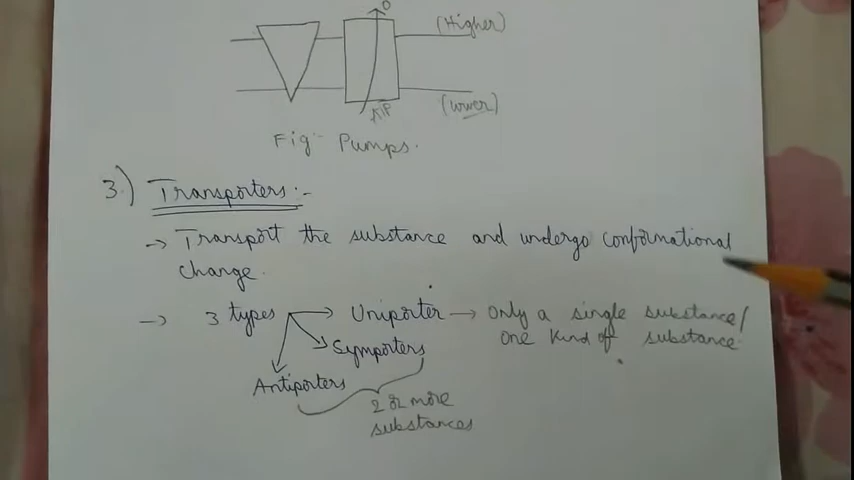 (Higher)
(Lower)
Fig:- Pumps.
3.) Transporters:-
→ Transport the substance and undergo conformational
change.
→ 3 types → Uniporter → Only a single substance/
one kind of substance.
Symporters
Antiporters
2 or more
substances